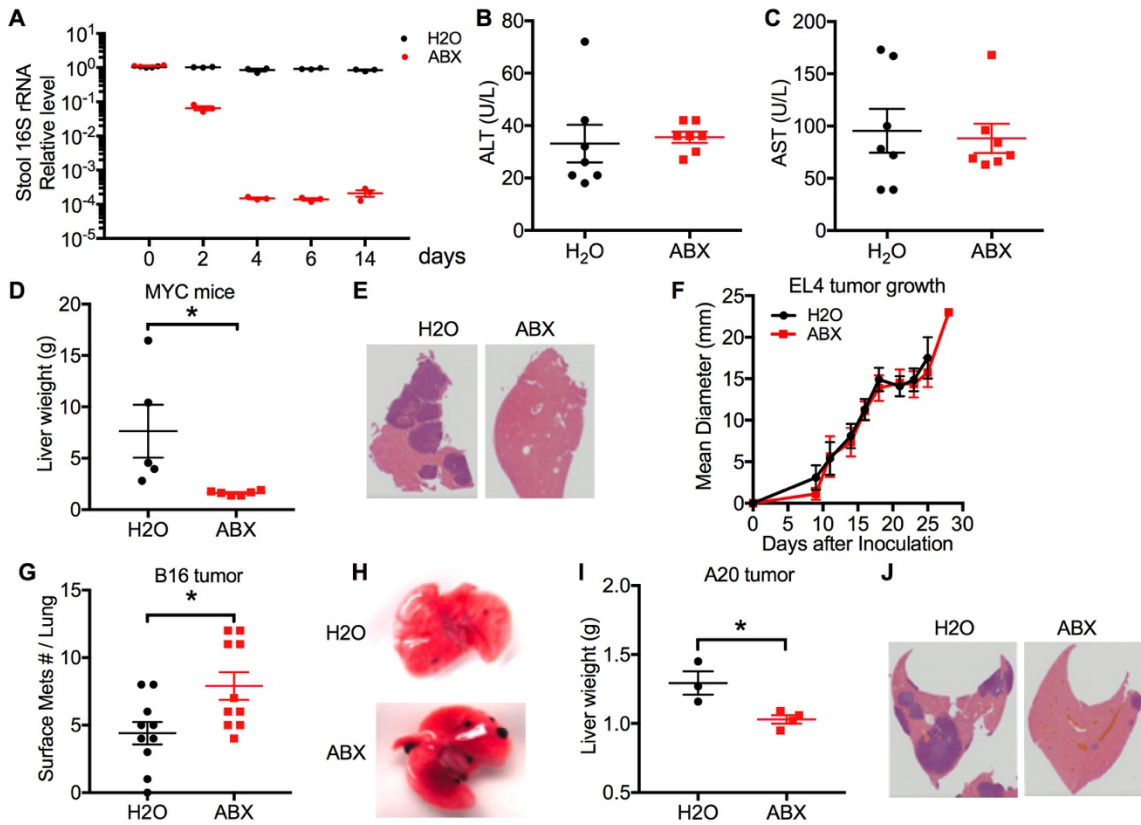 A
Stool 16S rRNA
Relative level
10^1
10^0
10^-1
10^-2
10^-3
10^-4
10^-5
0 2 4 6 14 days
H2O
ABX
B
ALT (U/L)
80
60
40
20
0
H₂O ABX
C
AST (U/L)
200
150
100
50
0
H₂O ABX
D
MYC mice
*
Liver wieight (g)
20
15
10
5
0
H2O ABX
E
H2O ABX
F
EL4 tumor growth
H2O
ABX
Mean Diameter (mm)
25
20
15
10
5
0
0 5 10 15 20 25 30
Days after Inoculation
G
B16 tumor
*
Surface Mets # / Lung
15
10
5
0
H2O ABX
H
H2O
ABX
I
A20 tumor
*
Liver wieight (g)
2.0
1.5
1.0
0.5
H2O ABX
J
H2O ABX